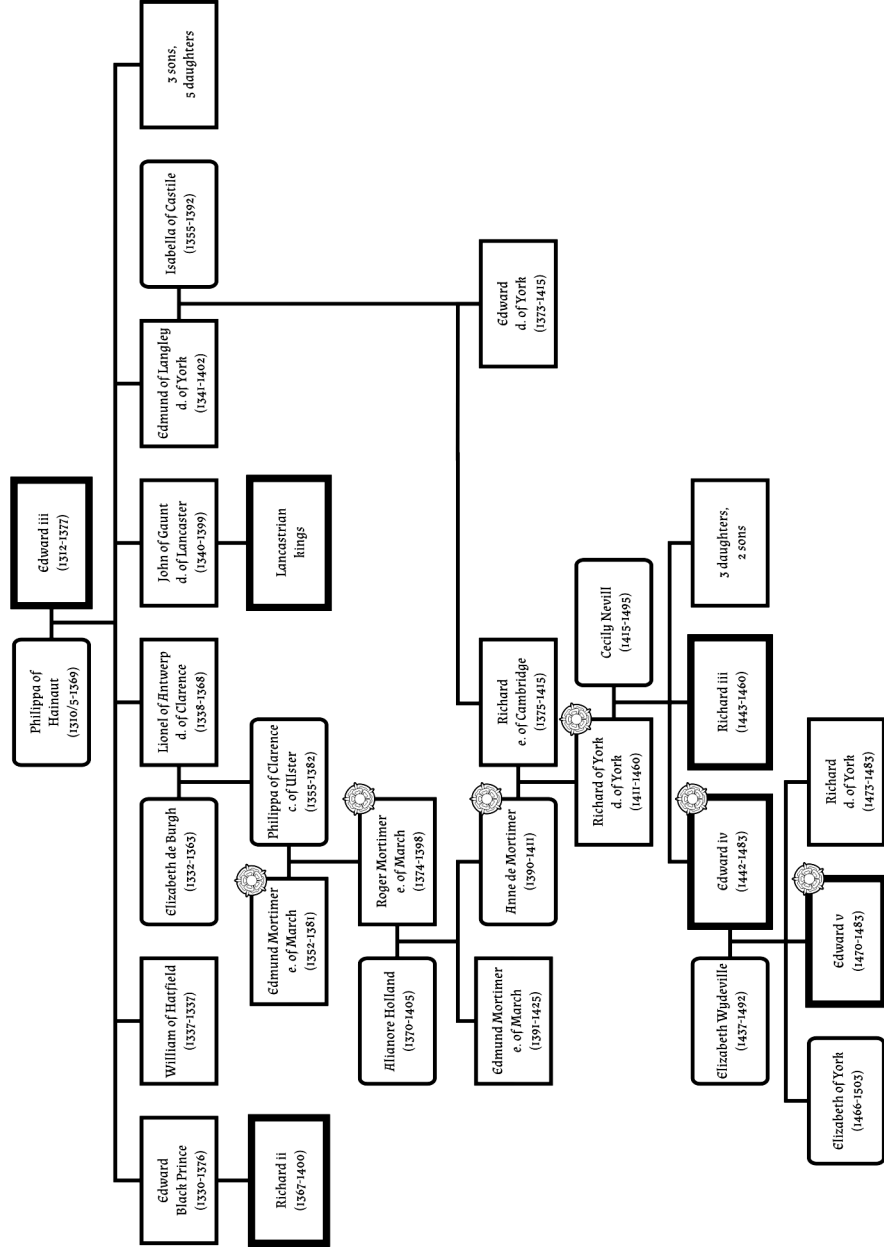 Philippa of
Hainaut
(1310/5-1369)
Edward iii
(1312-1377)
Edward
Black Prince
(1330-1376)
William of Hatfield
(1337-1337)
Elizabeth de Burgh
(1332-1363)
Lionel of Antwerp
d. of Clarence
(1338-1368)
John of Gaunt
d. of Lancaster
(1340-1399)
Edmund of Langley
d. of York
(1341-1402)
Isabella of Castile
(1355-1392)
3 sons,
5 daughters
Richard ii
(1367-1400)
Edmund Mortimer
e. of March
(1352-1381)
Philippa of Clarence
c. of Ulster
(1355-1382)
Lancastrian
kings
Alianore Holland
(1370-1405)
Roger Mortimer
e. of March
(1374-1398)
Edmund Mortimer
e. of March
(1391-1425)
Anne de Mortimer
(1390-1411)
Richard
e. of Cambridge
(1375-1415)
Edward
d. of York
(1373-1415)
Richard of York
d. of York
(1411-1460)
Cecily Nevill
(1415-1495)
Elizabeth Wydeville
(1437-1492)
Edward iv
(1442-1483)
Richard iii
(1443-1460)
3 daughters,
2 sons
Elizabeth of York
(1466-1503)
Edward v
(1470-1483)
Richard
d. of York
(1473-1483)